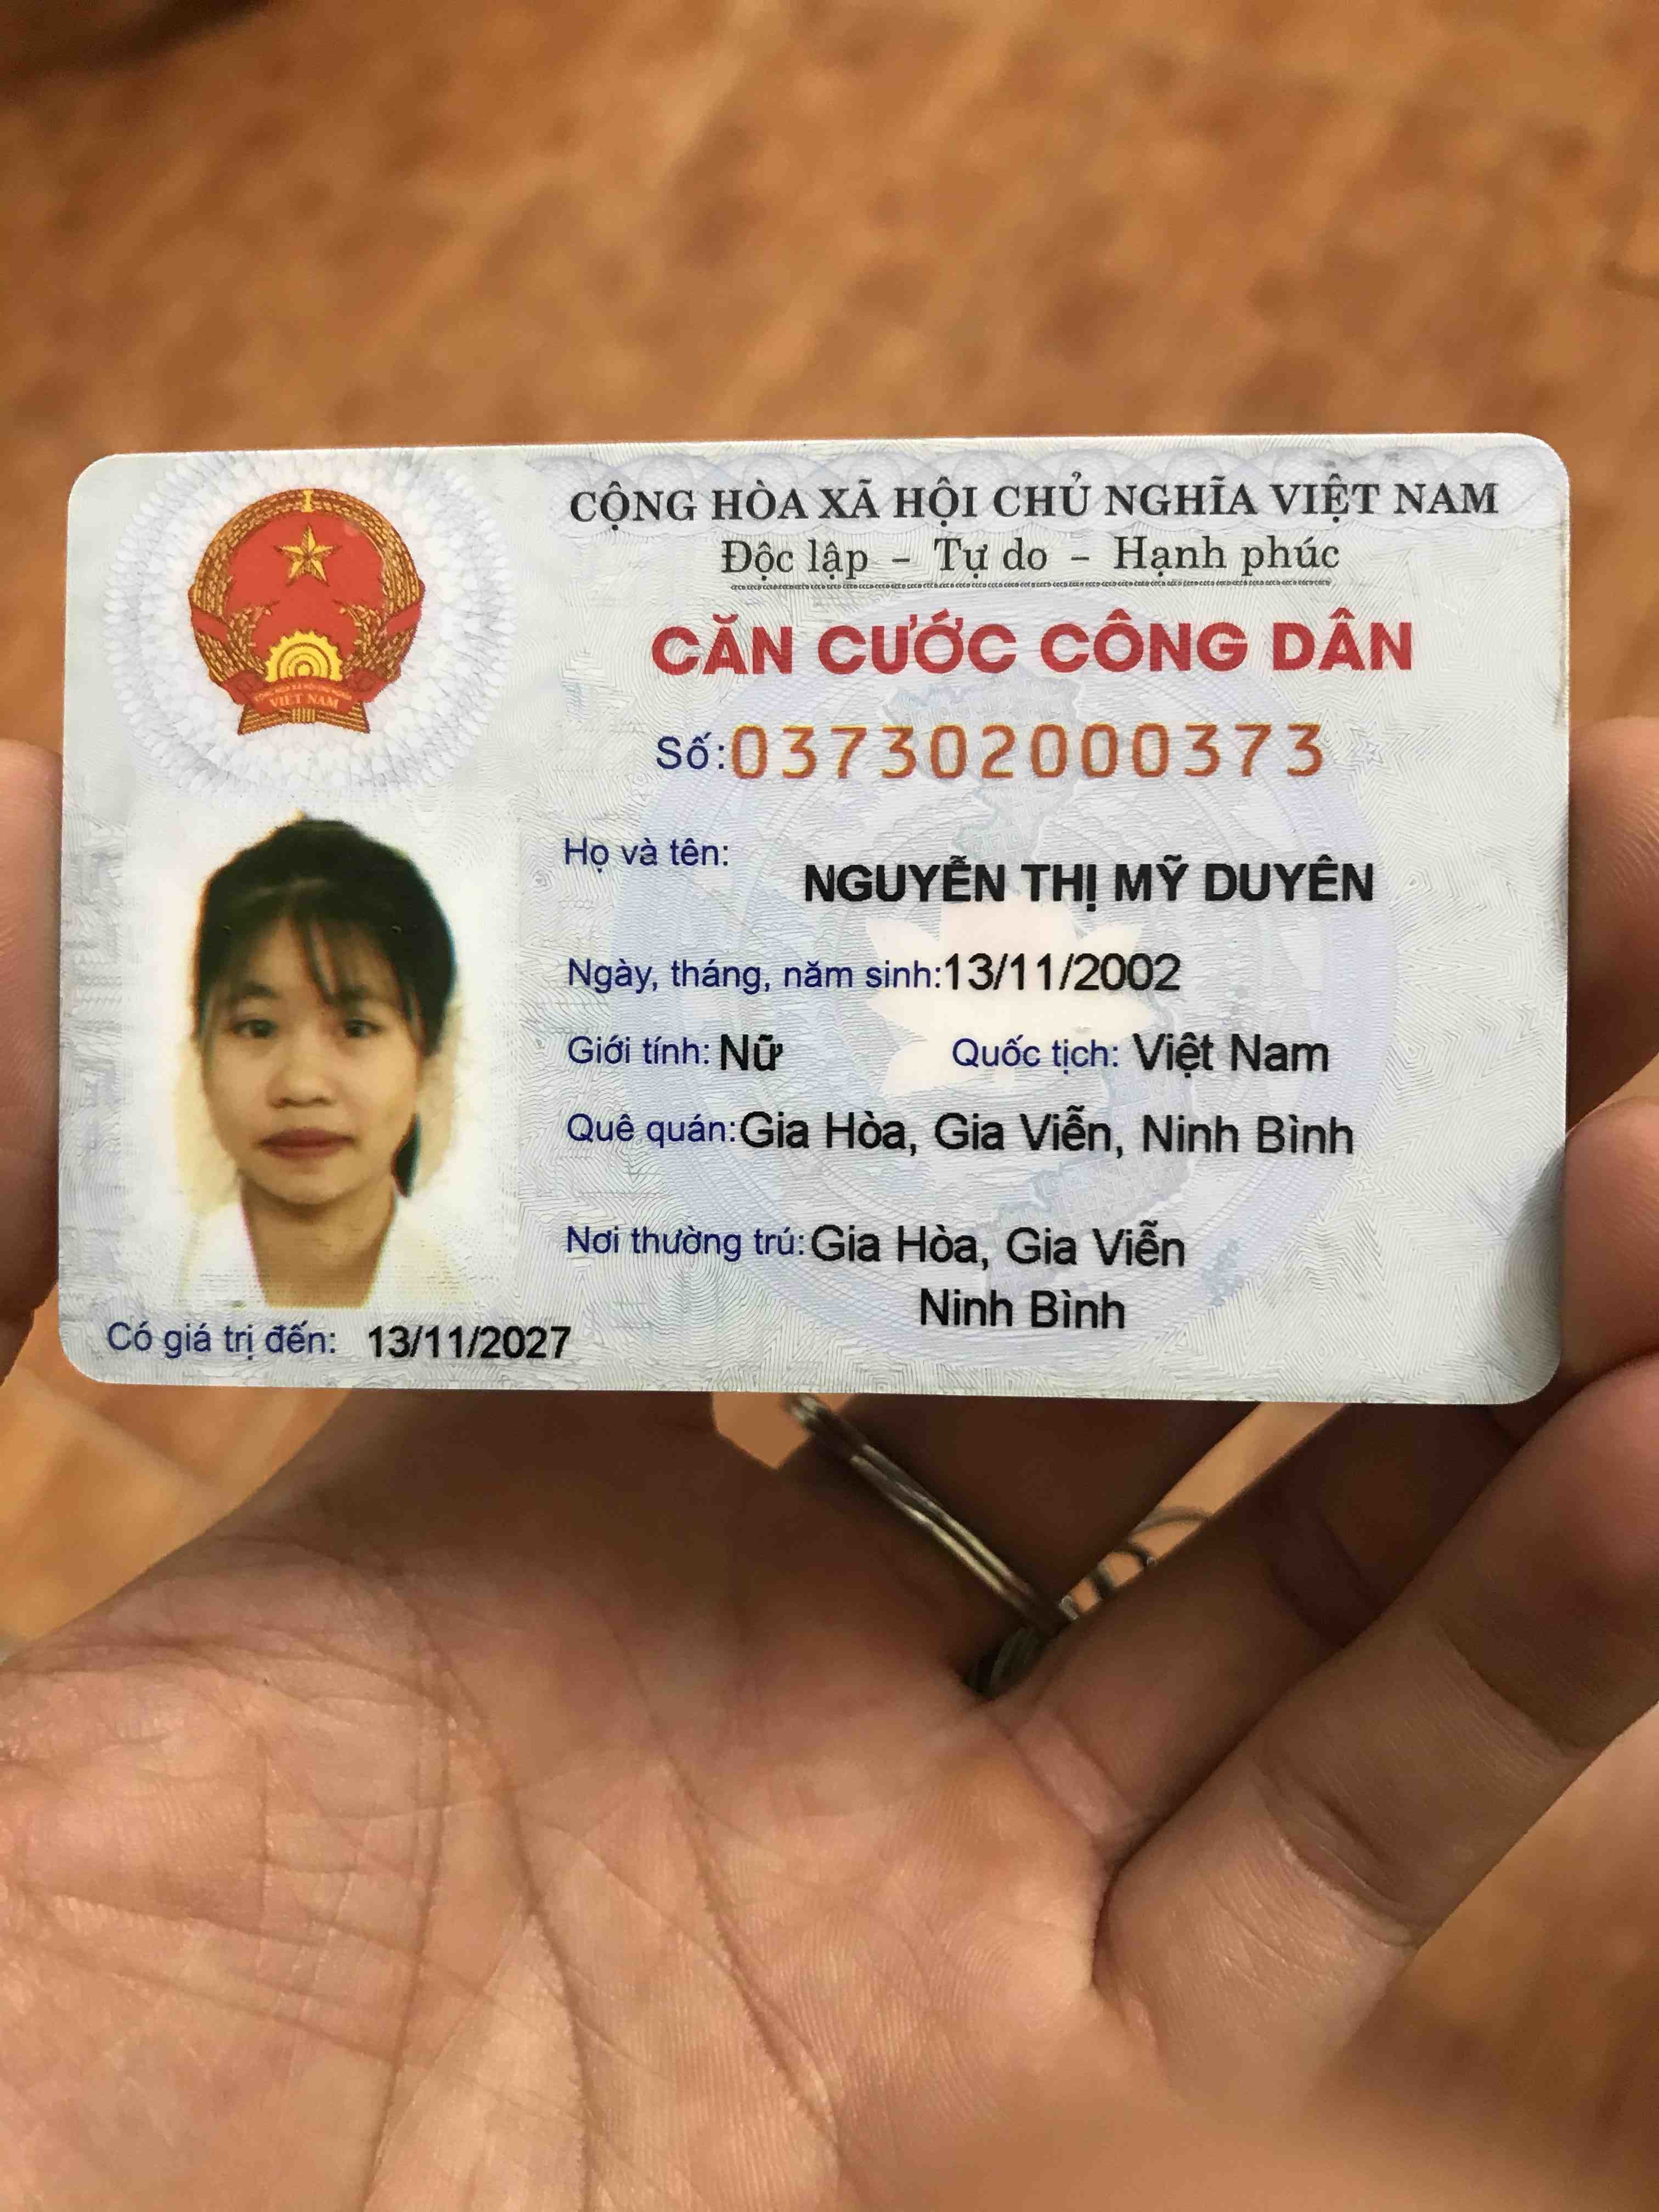 CỘNG HÒA XÃ HỘI CHỦ NGHĨA VIỆT NAM
Độc lập – Tự do – Hạnh phúc
CĂN CƯỚC CÔNG DÂN
Số: 037302000373
Họ và tên: NGUYỄN THỊ MỸ DUYÊN
Ngày, tháng, năm sinh: 13/11/2002
Giới tính: Nữ Quốc tịch: Việt Nam
Quê quán: Gia Hòa, Gia Viễn, Ninh Bình
Nơi thường trú: Gia Hòa, Gia Viễn
Ninh Bình
Có giá trị đến: 13/11/2027
VIỆT NAM